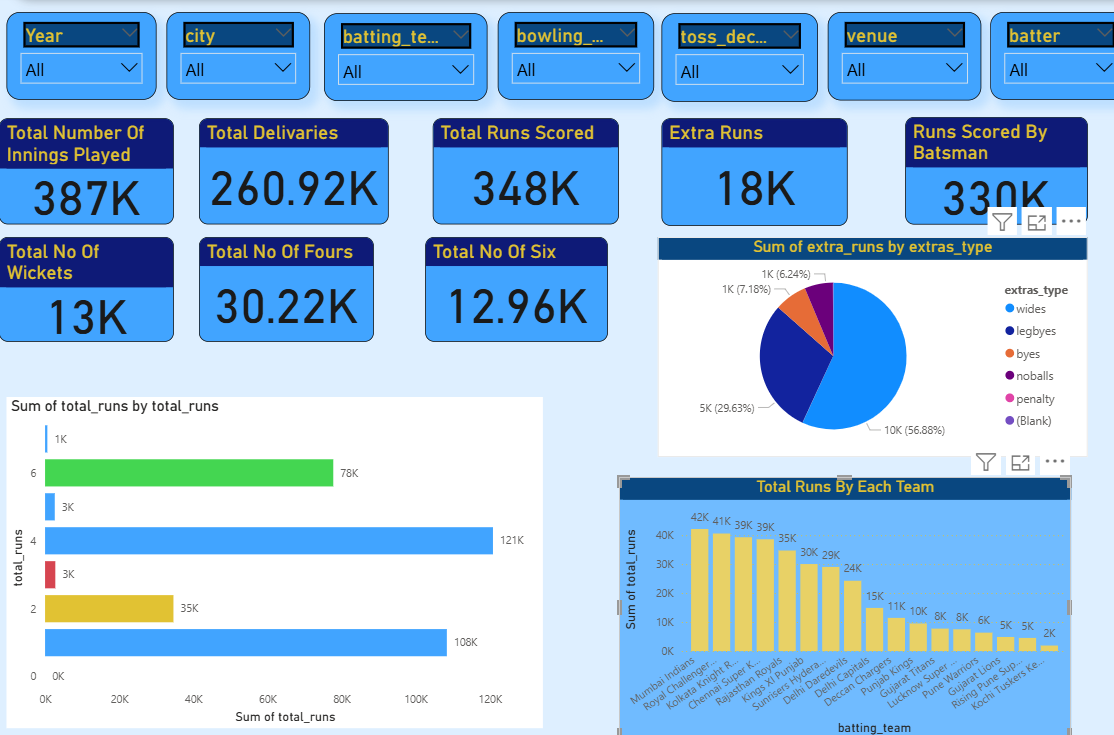 Year
city
batting_te...
bowling_...
toss_dec...
venue
batter
All
All
All
All
All
All
All
Total Number Of
Innings Played
387K
Total Delivaries
260.92K
Total Runs Scored
348K
Extra Runs
18K
Runs Scored By
Batsman
330K
Total No Of
Wickets
13K
Total No Of Fours
30.22K
Total No Of Six
12.96K
Sum of extra_runs by extras_type
1K (6.24%)
1K (7.18%)
5K (29.63%)
10K (56.88%)
extras_type
wides
legbyes
byes
noballs
penalty
(Blank)
Sum of total_runs by total_runs
total_runs
1K
6
78K
3K
4
121K
3K
2
35K
108K
0
0K
0K
20K
40K
60K
80K
100K
120K
Sum of total_runs
Total Runs By Each Team
Sum of total_runs
40K
30K
20K
10K
0K
42K
41K
39K
39K
35K
30K
29K
24K
15K
11K
10K
8K
8K
6K
5K
5K
2K
Mumbai Indians
Royal Challenger...
Kolkata Knight R...
Chennai Super K...
Rajasthan Royals
Kings XI Punjab
Sunrisers Hydera...
Delhi Daredevils
Delhi Capitals
Deccan Chargers
Punjab Kings
Gujarat Titans
Lucknow Super ...
Pune Warriors
Gujarat Lions
Rising Pune Sup...
Kochi Tuskers Ke...
batting_team